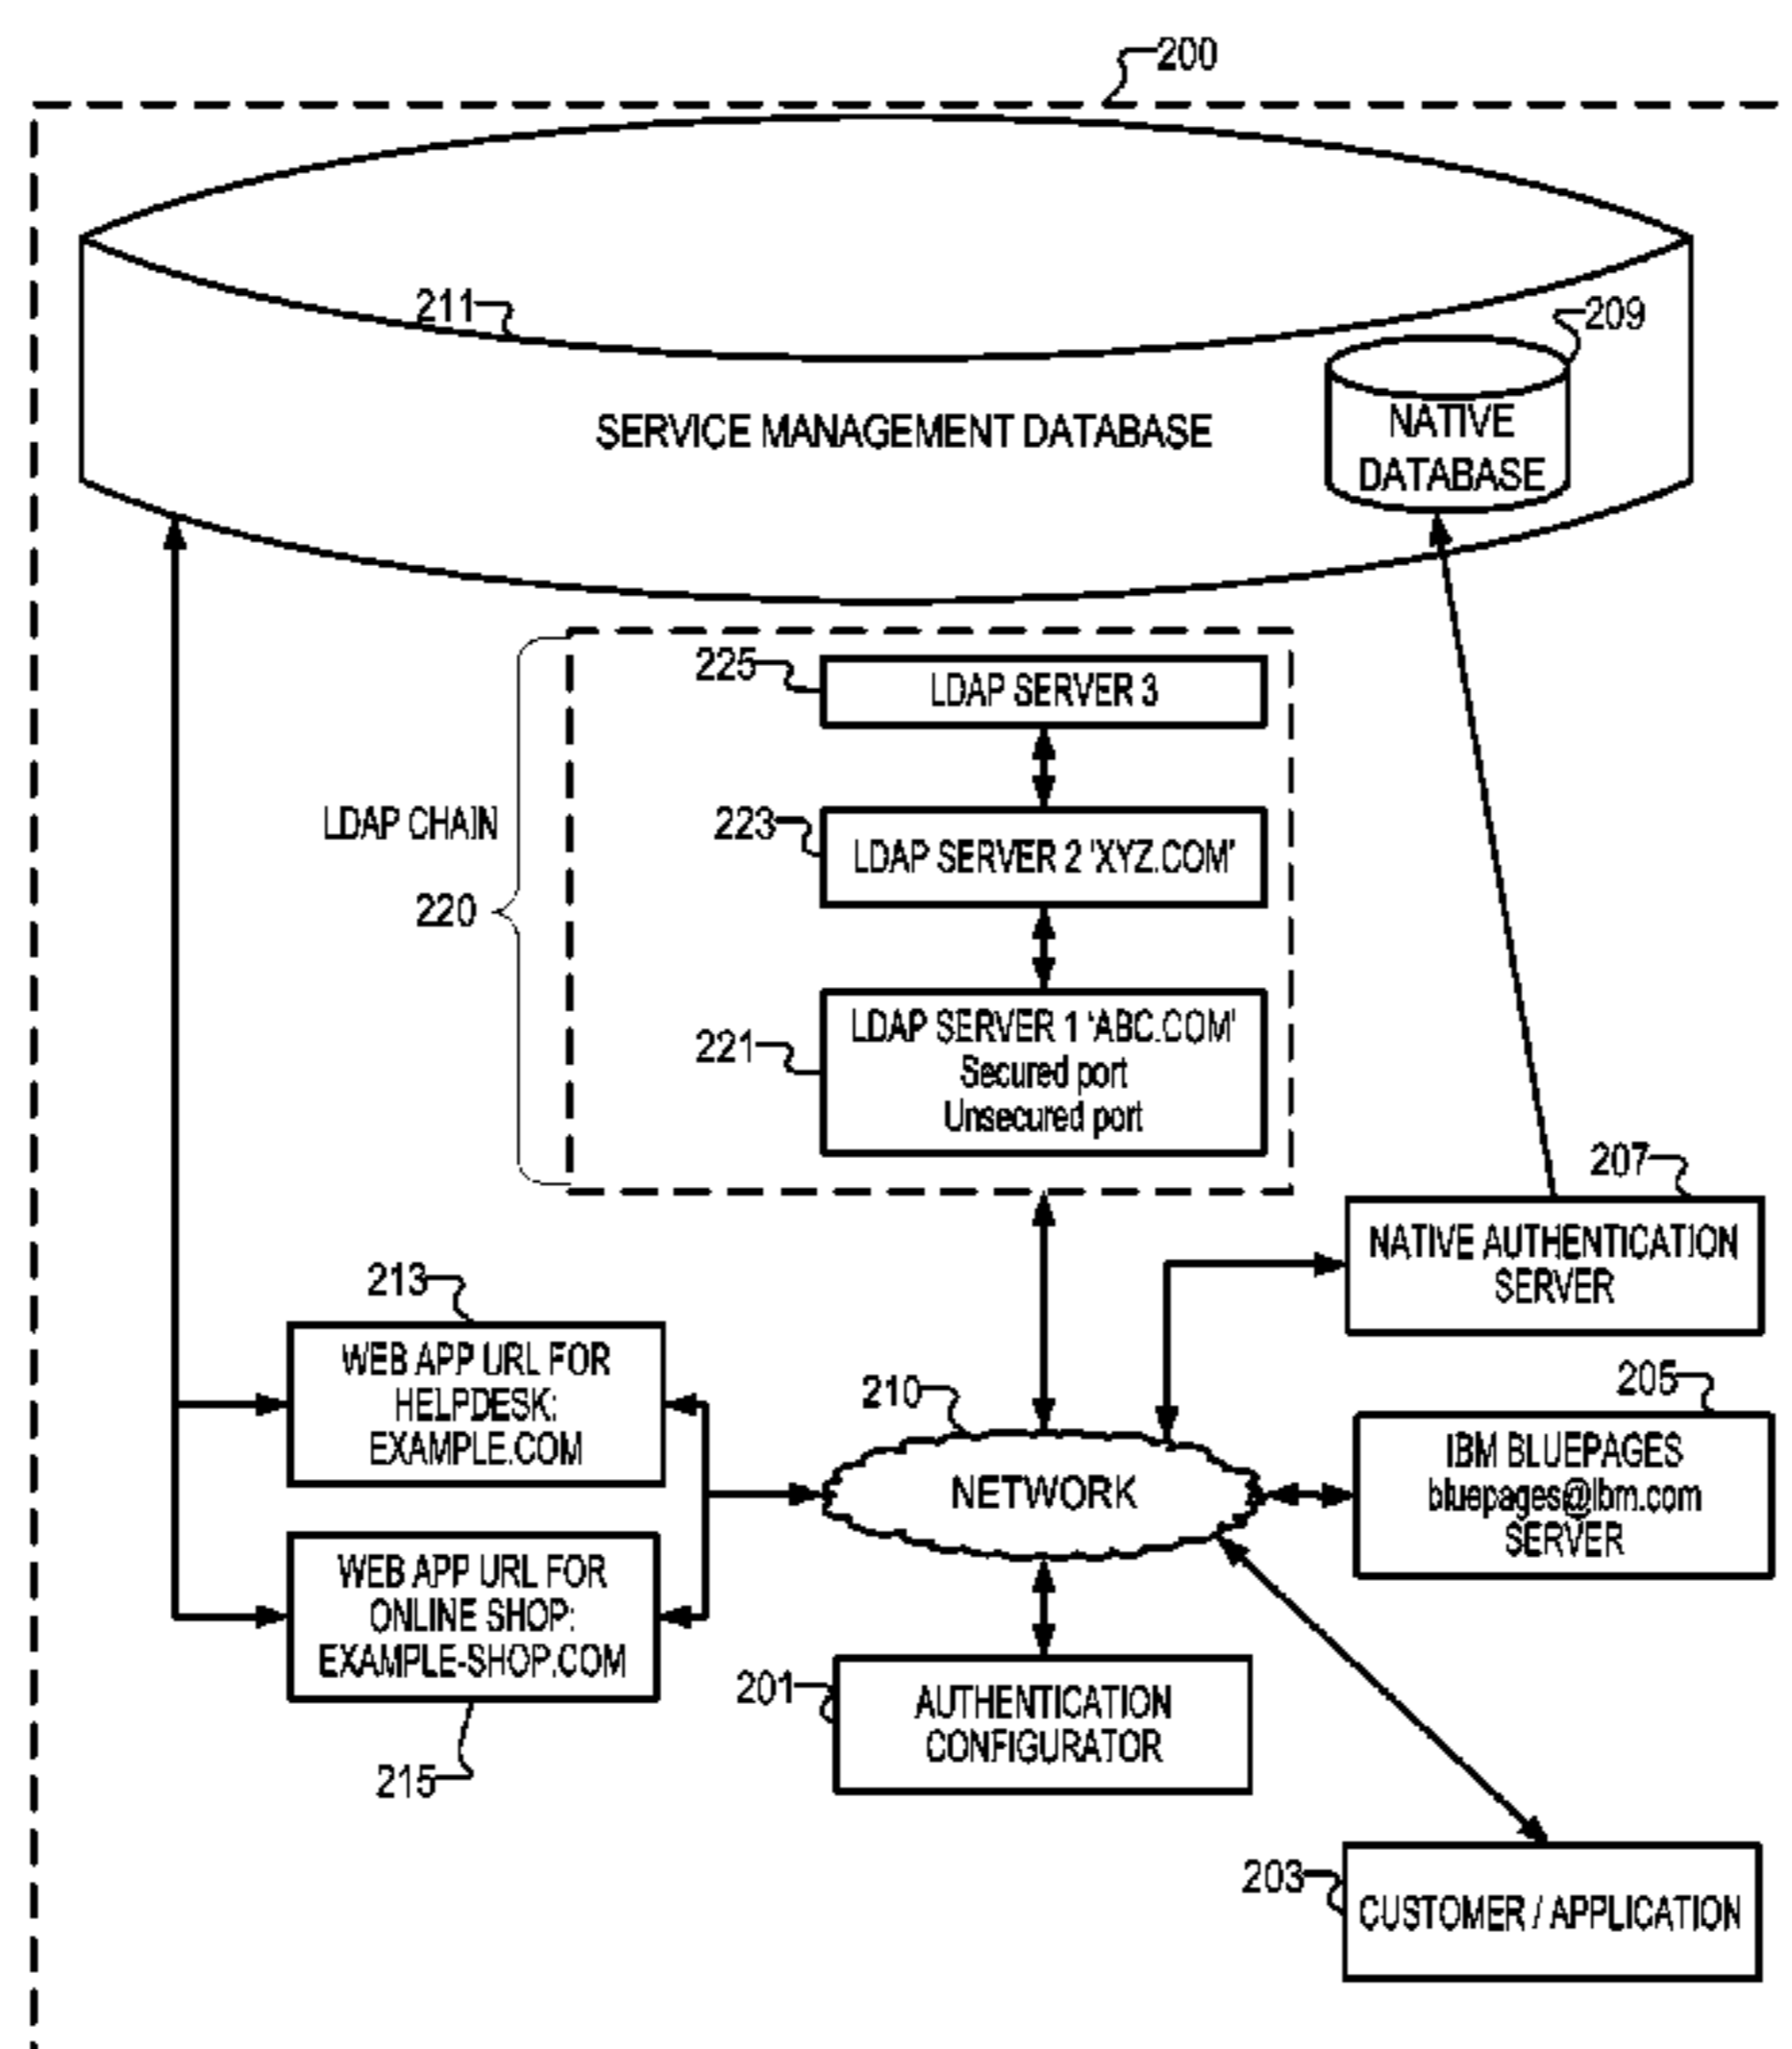 200
211
209
SERVICE MANAGEMENT DATABASE
NATIVE
DATABASE
225
LDAP SERVER 3
LDAP CHAIN
220
223
LDAP SERVER 2 'XYZ.COM'
221
LDAP SERVER 1 'ABC.COM'
Secured port
Unsecured port
207
NATIVE AUTHENTICATION
SERVER
213
WEB APP URL FOR
HELPDESK:
EXAMPLE.COM
210
NETWORK
205
IBM BLUEPAGES
bluepages@ibm.com
SERVER
WEB APP URL FOR
ONLINE SHOP:
EXAMPLE-SHOP.COM
215
201
AUTHENTICATION
CONFIGURATOR
203
CUSTOMER / APPLICATION